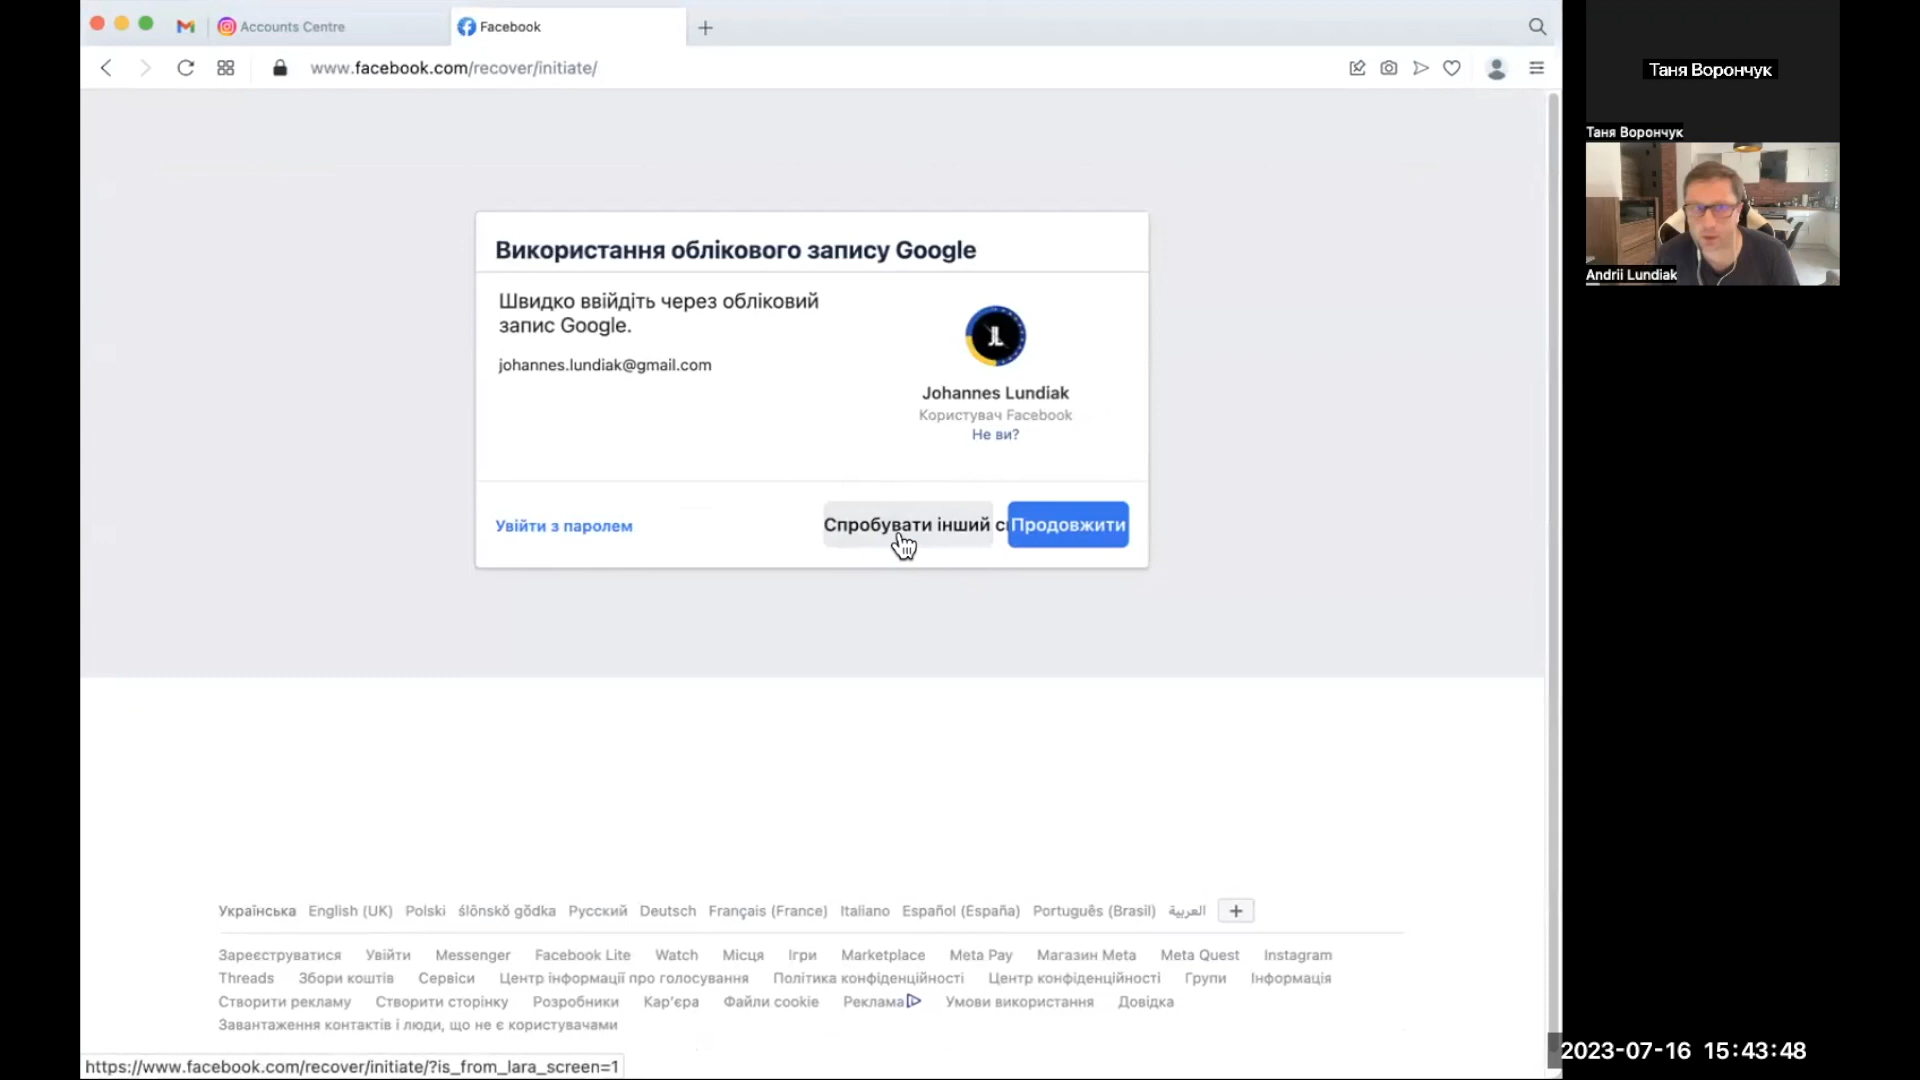 Accounts Centre
Facebook
www.facebook.com/recover/initiate/
Таня Ворончук
Таня Ворончук
Andrii Lundiak
Використання облікового запису Google
Швидко ввійдіть через обліковий
запис Google.
johannes.lundiak@gmail.com
JL
Johannes Lundiak
Користувач Facebook
Не ви?
Увійти з паролем
Спробувати інший с
Продовжити
Українська English (UK) Polski ślōnskŏ gŏdka Русский Deutsch Français (France) Italiano Español (España) Português (Brasil) العربية
Зареєструватися Увійти Messenger Facebook Lite Watch Місця Ігри Marketplace Meta Pay Магазин Meta Meta Quest Instagram
Threads Збори коштів Сервіси Центр інформації про голосування Політика конфіденційності Центр конфіденційності Групи Інформація
Створити рекламу Створити сторінку Розробники Кар'єра Файли cookie Реклама Умови використання Довідка
Завантаження контактів і люди, що не є користувачами
https://www.facebook.com/recover/initiate/?is_from_lara_screen=1
2023-07-16 15:43:48